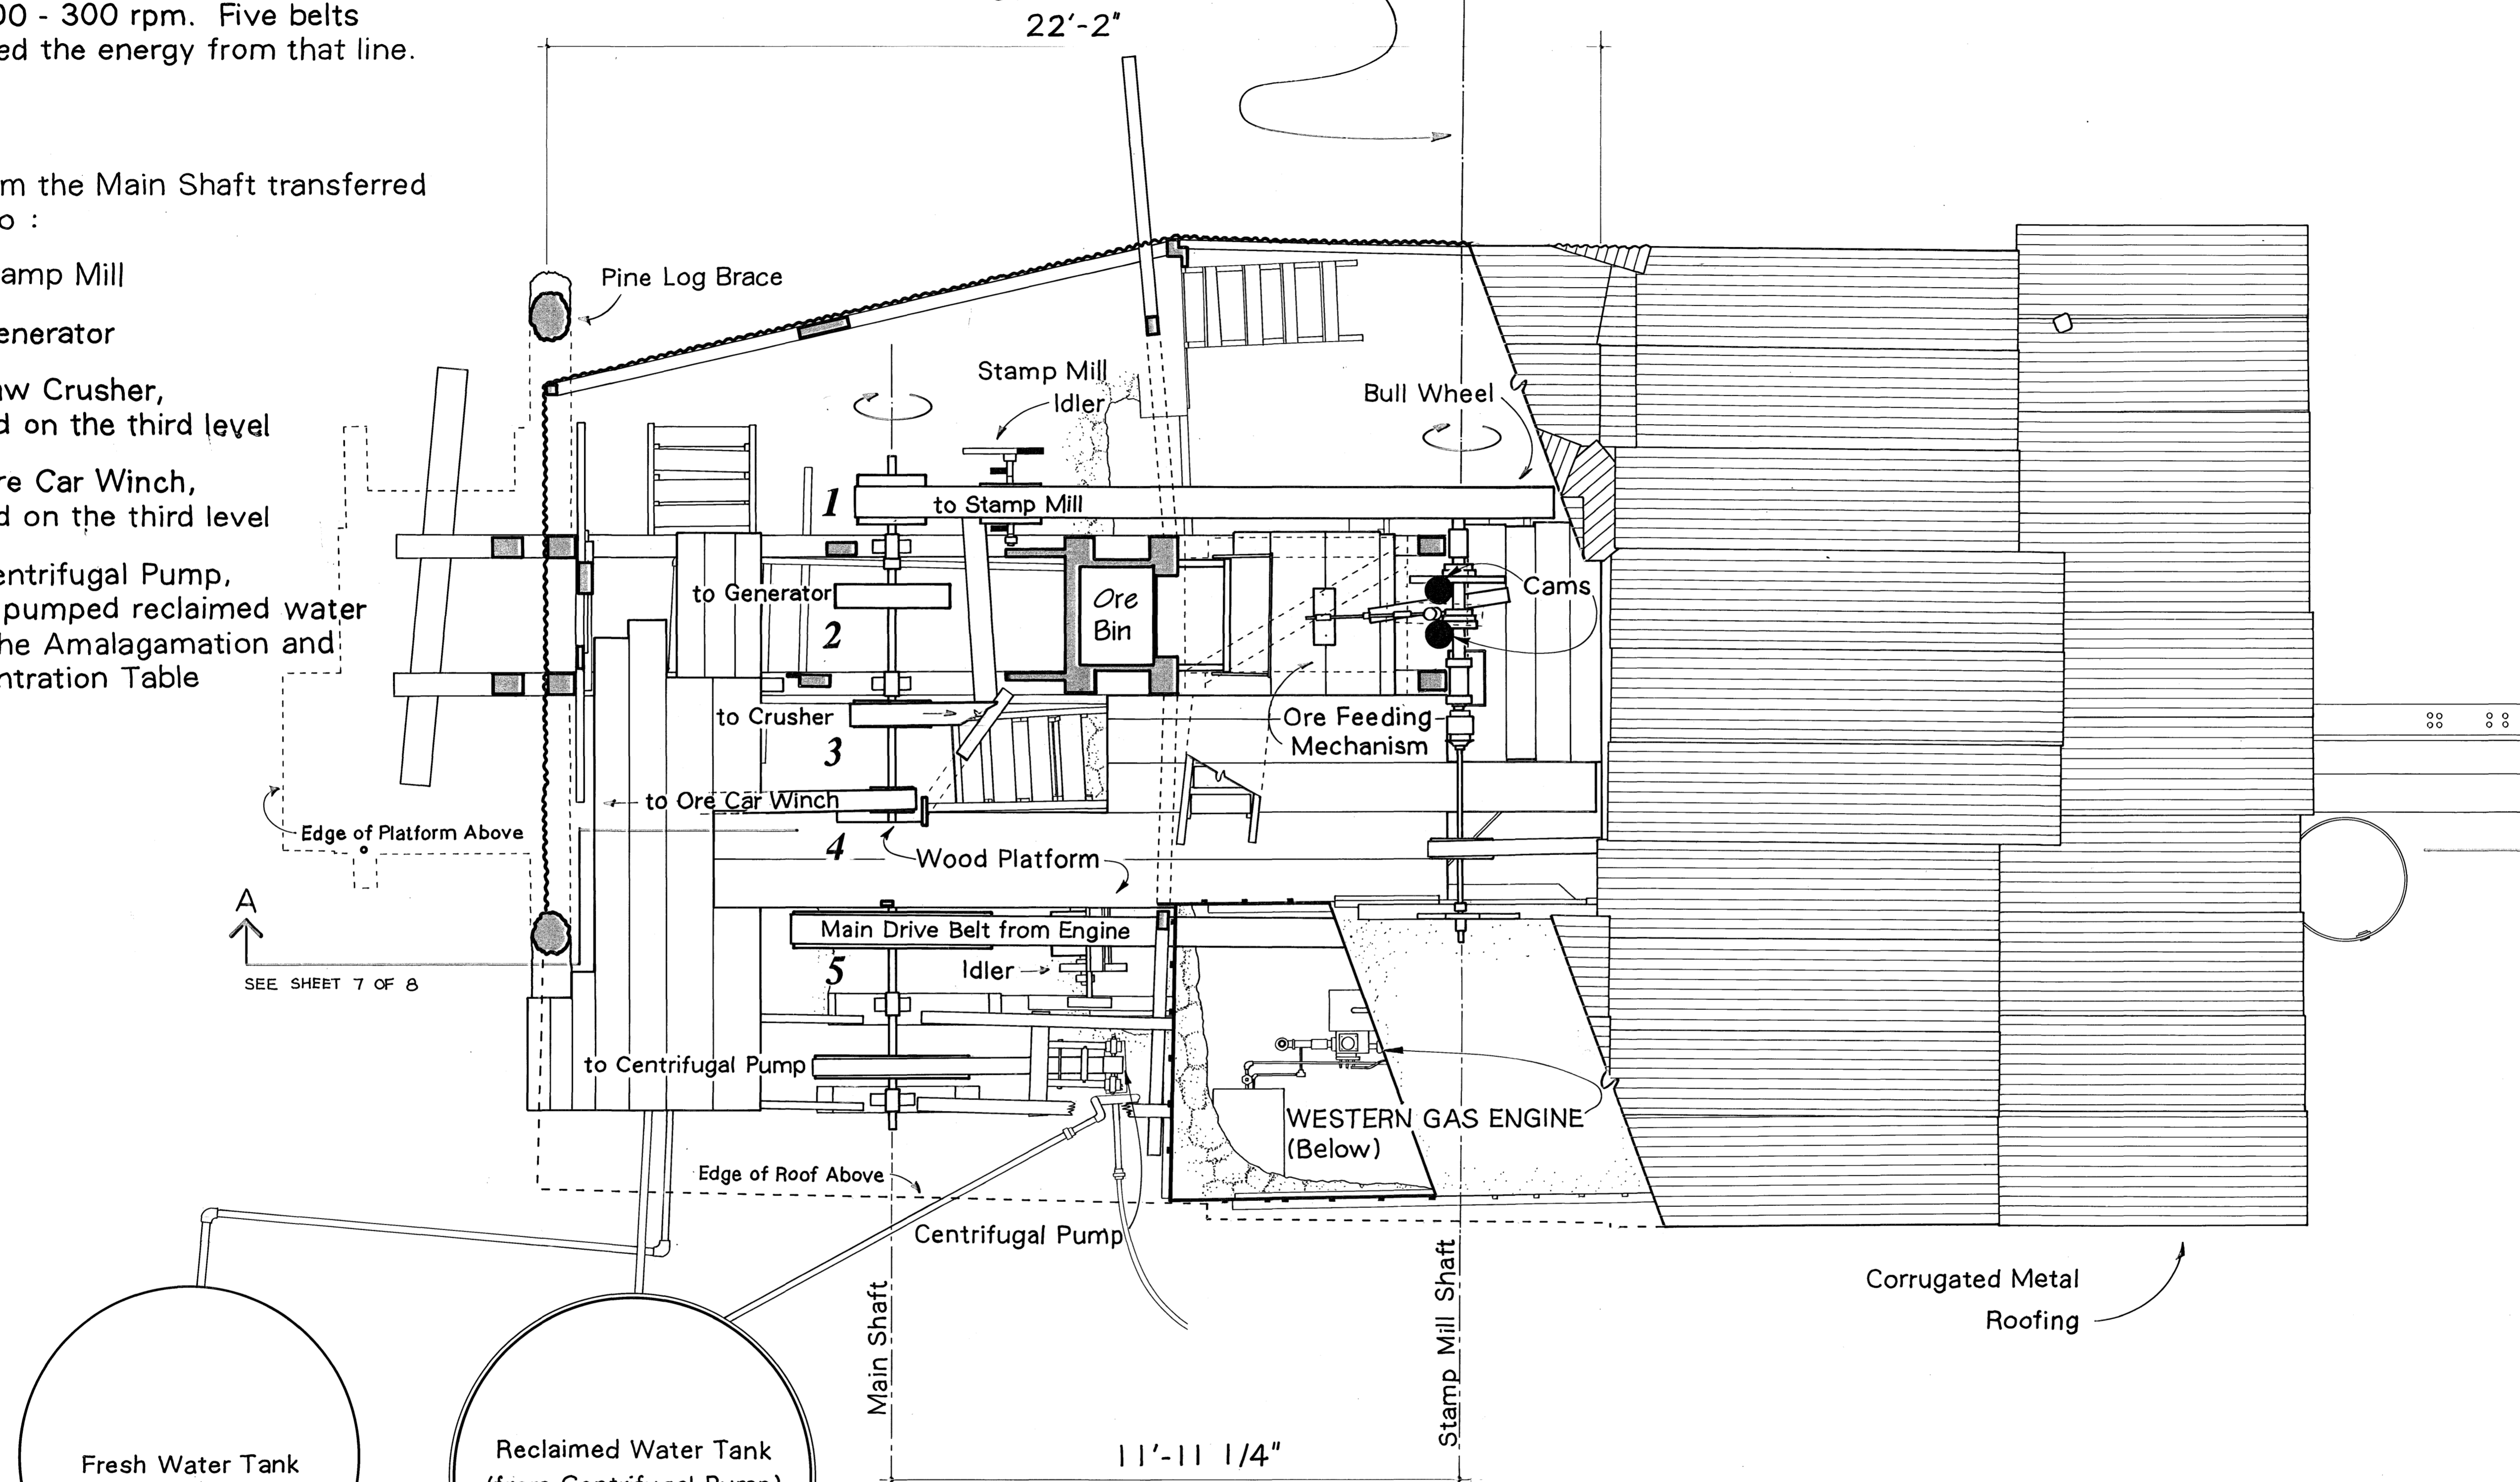 00 - 300 rpm. Five belts
ed the energy from that line.
22'-2"
m the Main Shaft transferred
o :
amp Mill
enerator
aw Crusher,
d on the third level
re Car Winch,
d on the third level
entrifugal Pump,
pumped reclaimed water
he Amalagamation and
ntration Table
Pine Log Brace
Stamp Mill
Idler
Bull Wheel
1
to Stamp Mill
to Generator
2
Ore
Bin
Cams
to Crusher
3
Ore Feeding
Mechanism
to Ore Car Winch
Edge of Platform Above
4
Wood Platform
A
SEE SHEET 7 OF 8
Main Drive Belt from Engine
5
Idler
to Centrifugal Pump
WESTERN GAS ENGINE
(Below)
Edge of Roof Above
Centrifugal Pump
Main Shaft
Stamp Mill Shaft
Corrugated Metal
Roofing
Fresh Water Tank
Reclaimed Water Tank
(from Centrifugal Pump)
11'-11 1/4"